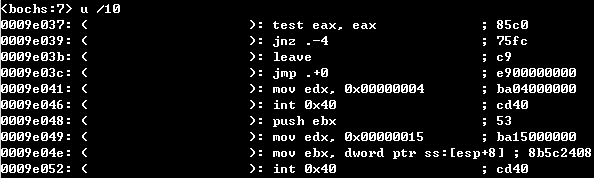 <bochs:7> u /10
0009e037: (                    ): test eax, eax             ; 85c0
0009e039: (                    ): jnz .-4                   ; 75fc
0009e03b: (                    ): leave                     ; c9
0009e03c: (                    ): jmp .+0                   ; e900000000
0009e041: (                    ): mov edx, 0x00000004       ; ba04000000
0009e046: (                    ): int 0x40                  ; cd40
0009e048: (                    ): push ebx                  ; 53
0009e049: (                    ): mov edx, 0x00000015       ; ba15000000
0009e04e: (                    ): mov ebx, dword ptr ss:[esp+8] ; 8b5c2408
0009e052: (                    ): int 0x40                  ; cd40